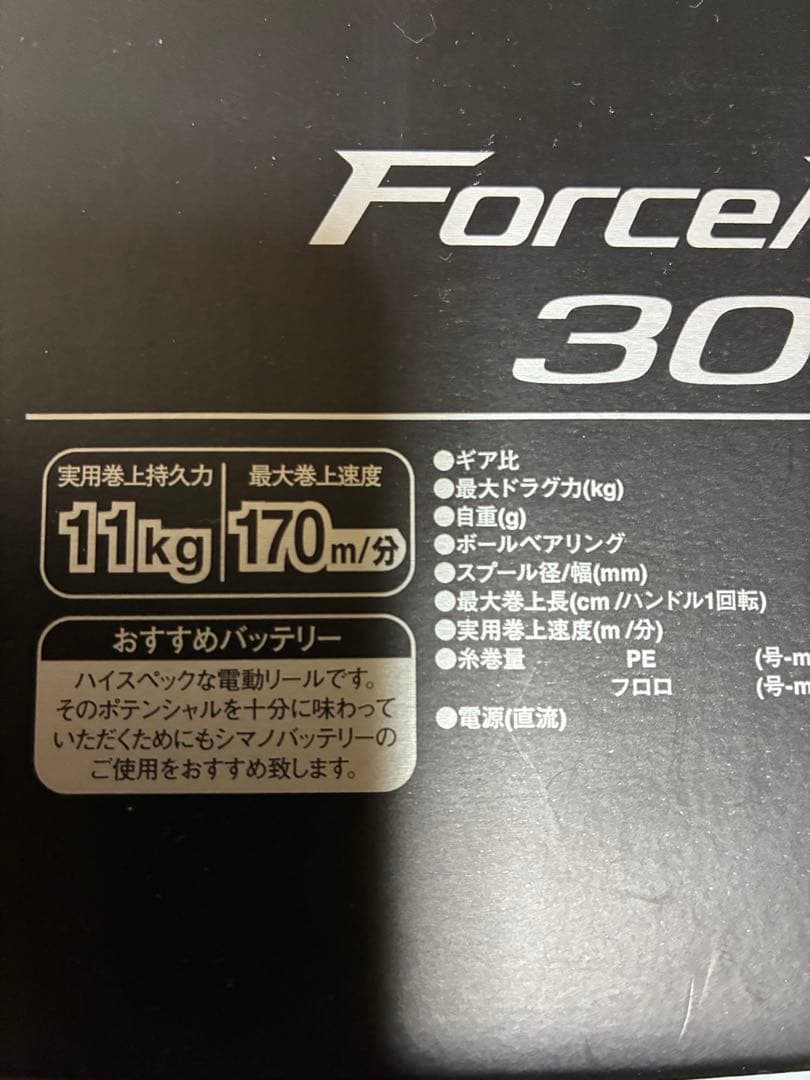 Force
30
実用巻上持久力
11kg
最大巻上速度
170m/分
おすすめバッテリー
ハイスペックな電動リールです。
そのポテンシャルを十分に味わって
いただくためにもシマノバッテリーの
ご使用をおすすめ致します。
●ギア比
●最大ドラグ力(kg)
●自重(g)
●ボールベアリング
●スプール径/幅(mm)
●最大巻上長(cm/ハンドル1回転)
●実用巻上速度(m/分)
●糸巻量 PE (号-m
フロロ (号-m
●電源(直流)